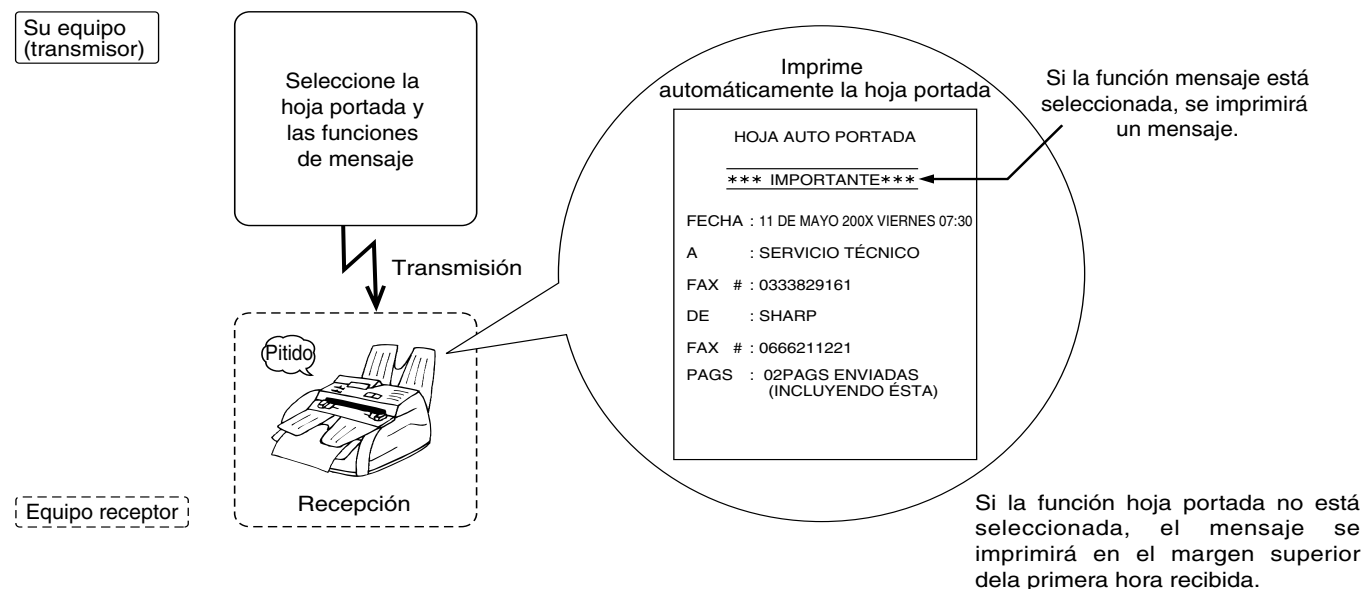 Su equipo
(transmisor)
Seleccione la
hoja portada y
las funciones
de mensaje
Transmisión
Pitido
Recepción
Equipo receptor
Imprime
automáticamente la hoja portada
HOJA AUTO PORTADA
*** IMPORTANTE***
FECHA : 11 DE MAYO 200X VIERNES 07:30
A : SERVICIO TÉCNICO
FAX # : 0333829161
DE : SHARP
FAX # : 0666211221
PAGS : 02PAGS ENVIADAS
(INCLUYENDO ÉSTA)
Si la función mensaje está
seleccionada, se imprimirá
un mensaje.
Si la función hoja portada no está
seleccionada, el mensaje se
imprimirá en el margen superior
dela primera hora recibida.